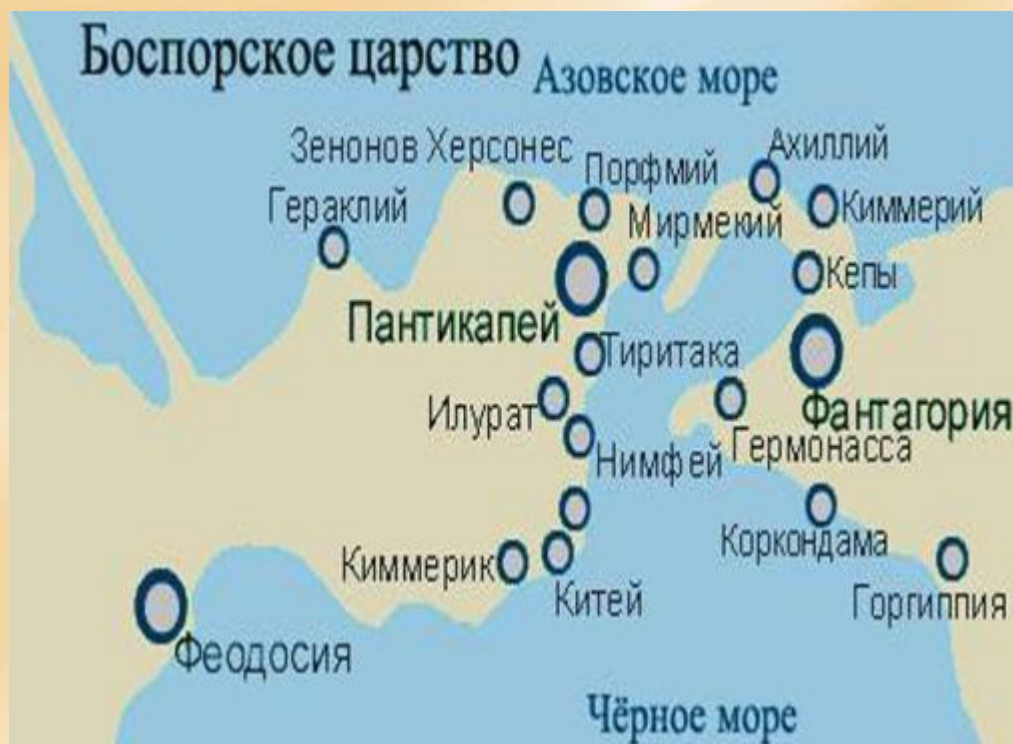 Боспорское царство
Азовское море
Зенонов Херсонес
Ахиллий
Порфмий
Гераклий
Мирмекий
Киммерий
Кепы
Пантикапей
Тиритака
Илурат
Фантагория
Нимфей
Гермонасса
Коркондама
Киммерик
Китей
Горгиппия
Феодосия
Чёрное море